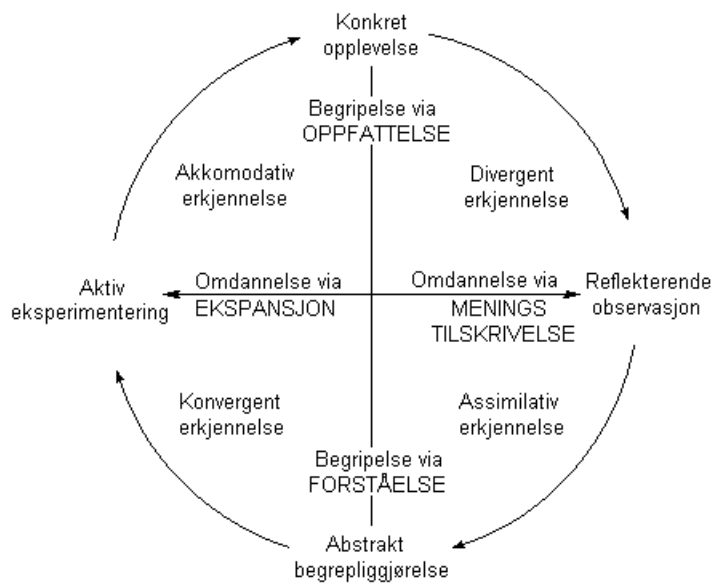 Konkret
opplevelse
Begripelse via
OPPFATTELSE
Akkomodativ
erkjennelse
Divergent
erkjennelse
Aktiv
eksperimentering
Omdannelse via
EKSPANSJON
Omdannelse via
MENINGS
TILSKRIVELSE
Reflekterende
observasjon
Konvergent
erkjennelse
Assimilativ
erkjennelse
Begripelse via
FORSTÅELSE
Abstrakt
begrepliggjørelse